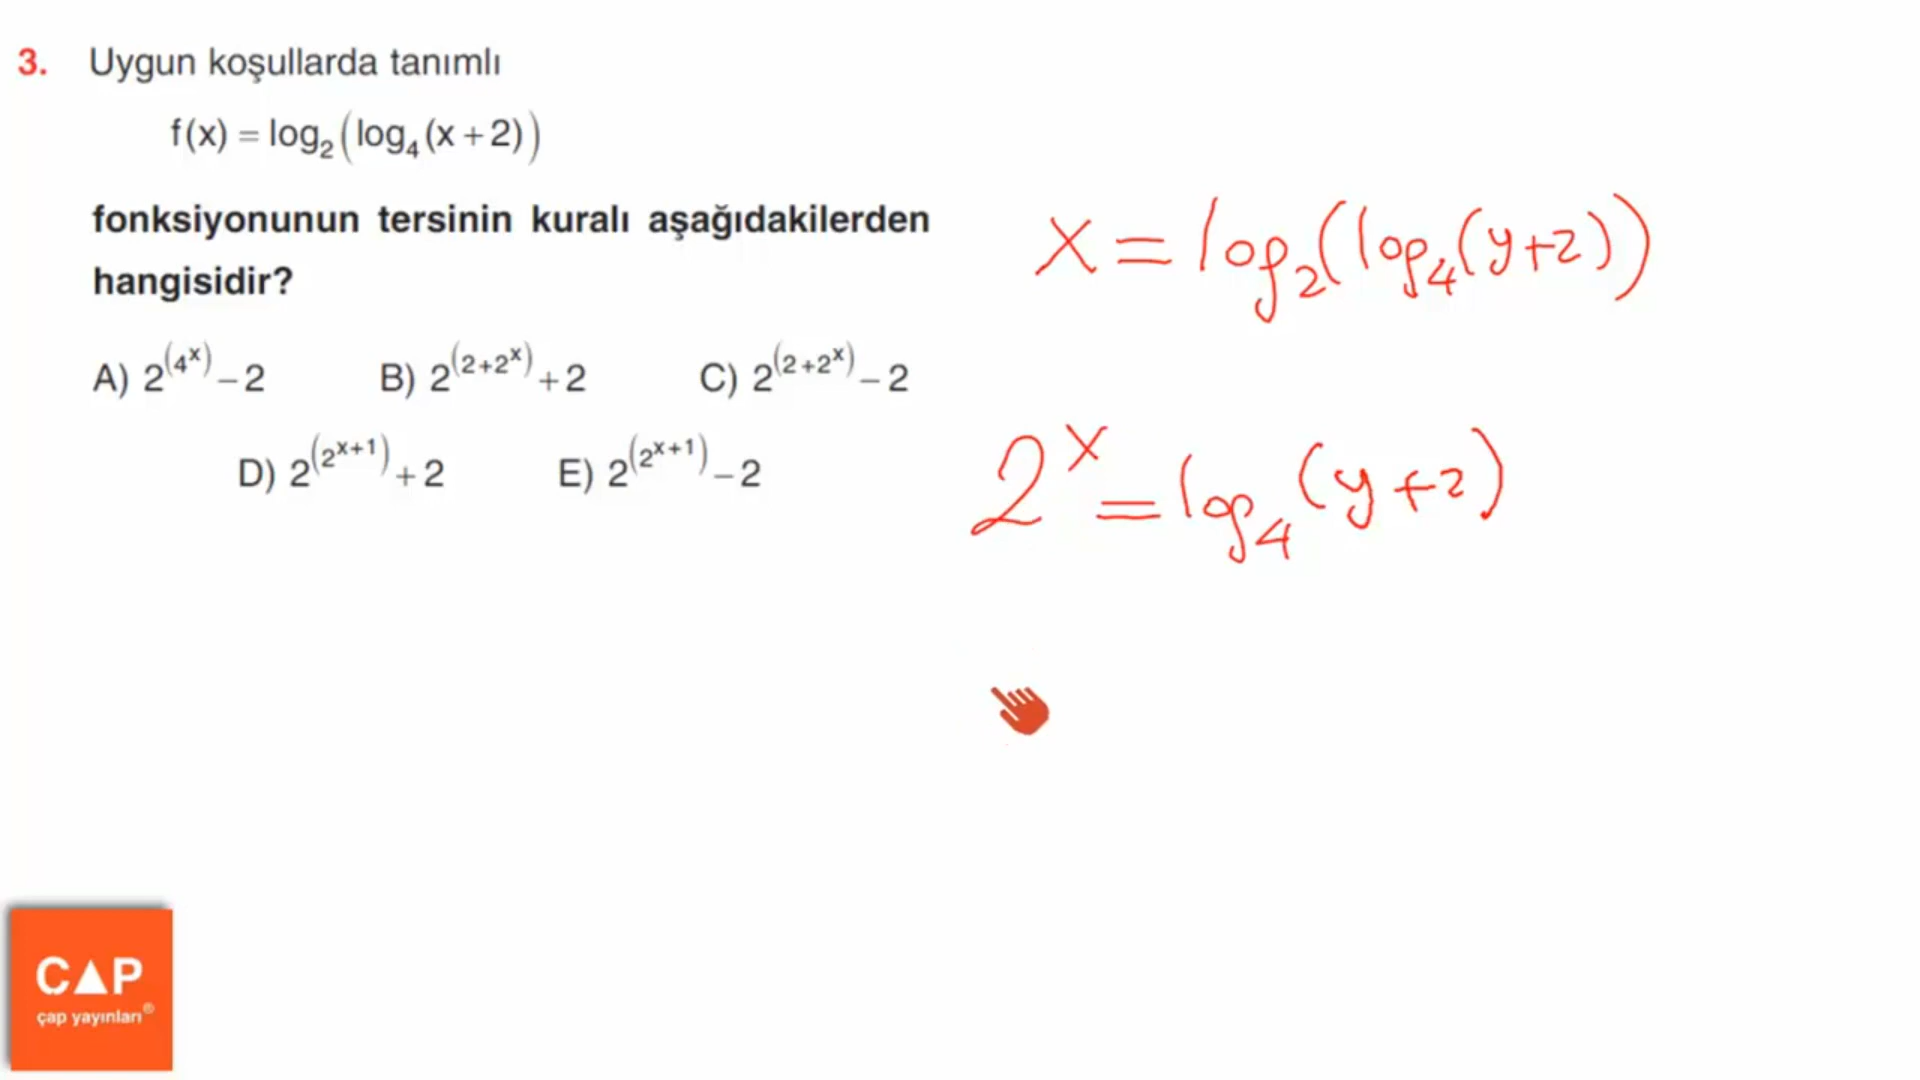 3. Uygun koşullarda tanımlı
f(x) = log₂(log₄(x + 2))
fonksiyonunun tersinin kuralı aşağıdakilerden
hangisidir?
A) 2^(4^x) − 2 B) 2^(2+2^x) + 2 C) 2^(2+2^x) − 2
D) 2^(2^(x+1)) + 2 E) 2^(2^(x+1)) − 2
x = log₂(log₄(y+2))
2^x = log₄(y+2)
CAP
çap yayınları®